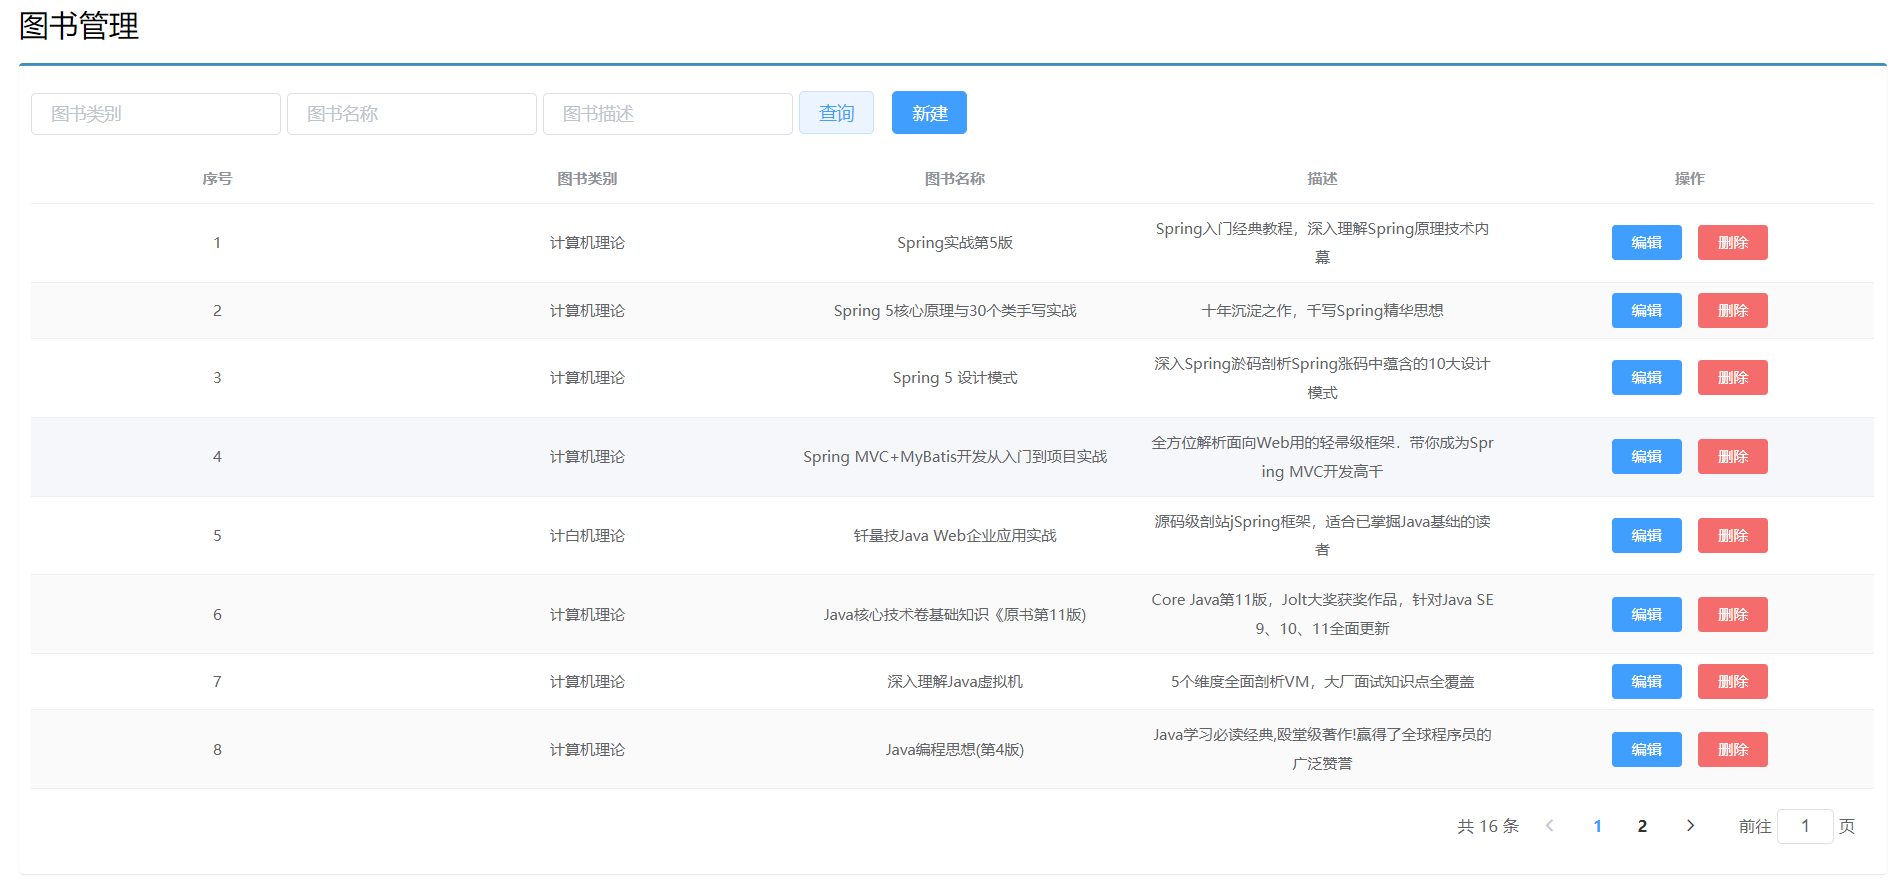 图书管理
图书类别 图书名称 图书描述 查询 新建
序号 图书类别 图书名称 描述 操作
1 计算机理论 Spring实战第5版 Spring入门经典教程，深入理解Spring原理技术内
幕 编辑 删除
2 计算机理论 Spring 5核心原理与30个类手写实战 十年沉淀之作，千写Spring精华思想 编辑 删除
3 计算机理论 Spring 5 设计模式 深入Spring淤码剖析Spring涨码中蕴含的10大设计
模式 编辑 删除
4 计算机理论 Spring MVC+MyBatis开发从入门到项目实战 全方位解析面向Web用的轻帚级框架．带你成为Spr
ing MVC开发高千 编辑 删除
5 计白机理论 钎量技Java Web企业应用实战 源码级剖站jSpring框架，适合已掌掘Java基础的读
者 编辑 删除
6 计算机理论 Java核心技术卷基础知识《原书第11版) Core Java第11版，Jolt大奖获奖作品，针对Java SE
9、10、11全面更新 编辑 删除
7 计算机理论 深入理解Java虚拟机 5个维度全面剖析VM，大厂面试知识点全覆盖 编辑 删除
8 计算机理论 Java编程思想(第4版) Java学习必读经典,殴堂级著作!赢得了全球程序员的
广泛赞誉 编辑 删除
共 16 条 1 2 前往 1 页